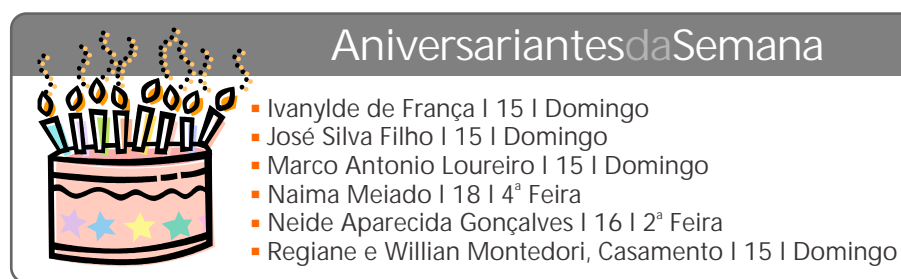 AniversariantesdaSemana
Ivanylde de França l 15 l Domingo
José Silva Filho l 15 l Domingo
Marco Antonio Loureiro l 15 l Domingo
Naima Meiado l 18 l 4ª Feira
Neide Aparecida Gonçalves l 16 l 2ª Feira
Regiane e Willian Montedori, Casamento l 15 l Domingo